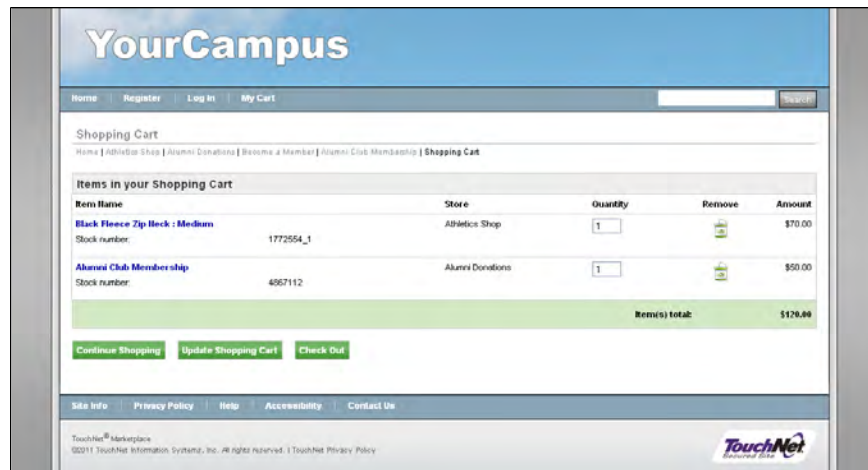 YourCampus
Home Register Log In My Cart Search
Shopping Cart
Home | Athletics Shop | Alumni Donations | Become a Member | Alumni Club Membership | Shopping Cart
Items in your Shopping Cart
Item Name Store Quantity Remove Amount
Black Fleece Zip Neck : Medium Athletics Shop 1 $70.00
Stock number: 1772554_1
Alumni Club Membership Alumni Donations 1 $50.00
Stock number: 4867112
Item(s) total: $120.00
Continue Shopping Update Shopping Cart Check Out
Site Info Privacy Policy Help Accessibility Contact Us
TouchNet® Marketplace
©2011 TouchNet Information Systems, Inc. All rights reserved. | TouchNet Privacy Policy
TouchNet
Secured Site